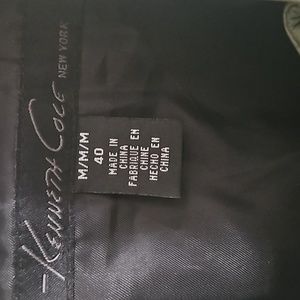 KENNETH COLE
NEW YORK
M/M/M
40
MADE IN
CHINA
FABRIQUE EN
CHINE
HECHO EN
CHINA